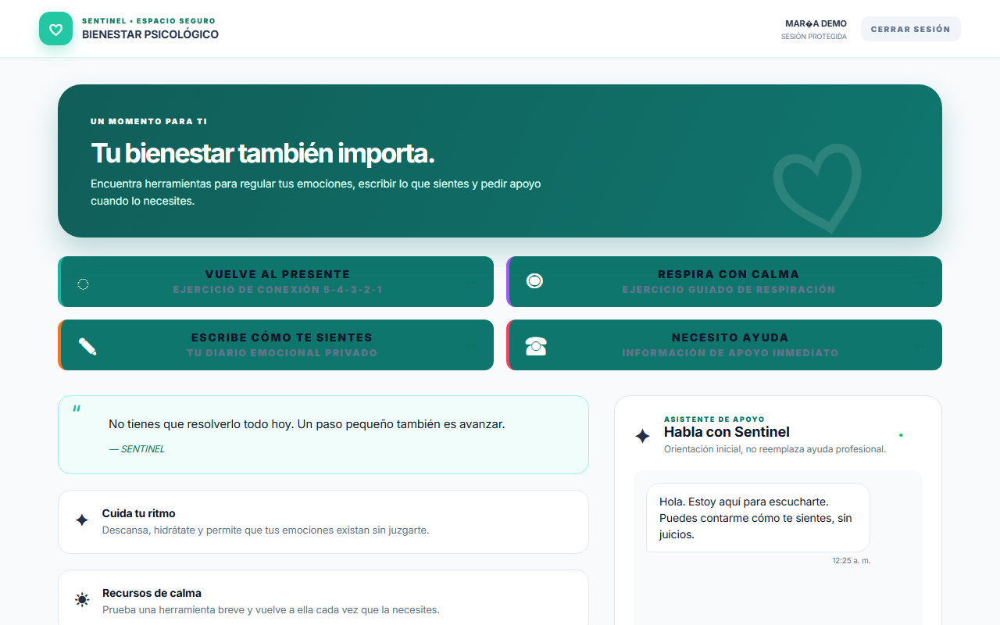 SENTINEL • ESPACIO SEGURO
BIENESTAR PSICOLÓGICO
MAR�A DEMO
SESIÓN PROTEGIDA
CERRAR SESIÓN
UN MOMENTO PARA TI
Tu bienestar también importa.
Encuentra herramientas para regular tus emociones, escribir lo que sientes y pedir apoyo
cuando lo necesites.
VUELVE AL PRESENTE
EJERCICIO DE CONEXIÓN 5-4-3-2-1
RESPIRA CON CALMA
EJERCICIO GUIADO DE RESPIRACIÓN
ESCRIBE CÓMO TE SIENTES
TU DIARIO EMOCIONAL PRIVADO
NECESITO AYUDA
INFORMACIÓN DE APOYO INMEDIATO
"
No tienes que resolverlo todo hoy. Un paso pequeño también es avanzar.
— SENTINEL
Cuida tu ritmo
Descansa, hidrátate y permite que tus emociones existan sin juzgarte.
Recursos de calma
Prueba una herramienta breve y vuelve a ella cada vez que la necesites.
ASISTENTE DE APOYO
Habla con Sentinel
Orientación inicial, no reemplaza ayuda profesional.
Hola. Estoy aquí para escucharte.
Puedes contarme cómo te sientes, sin
juicios.
12:25 a. m.